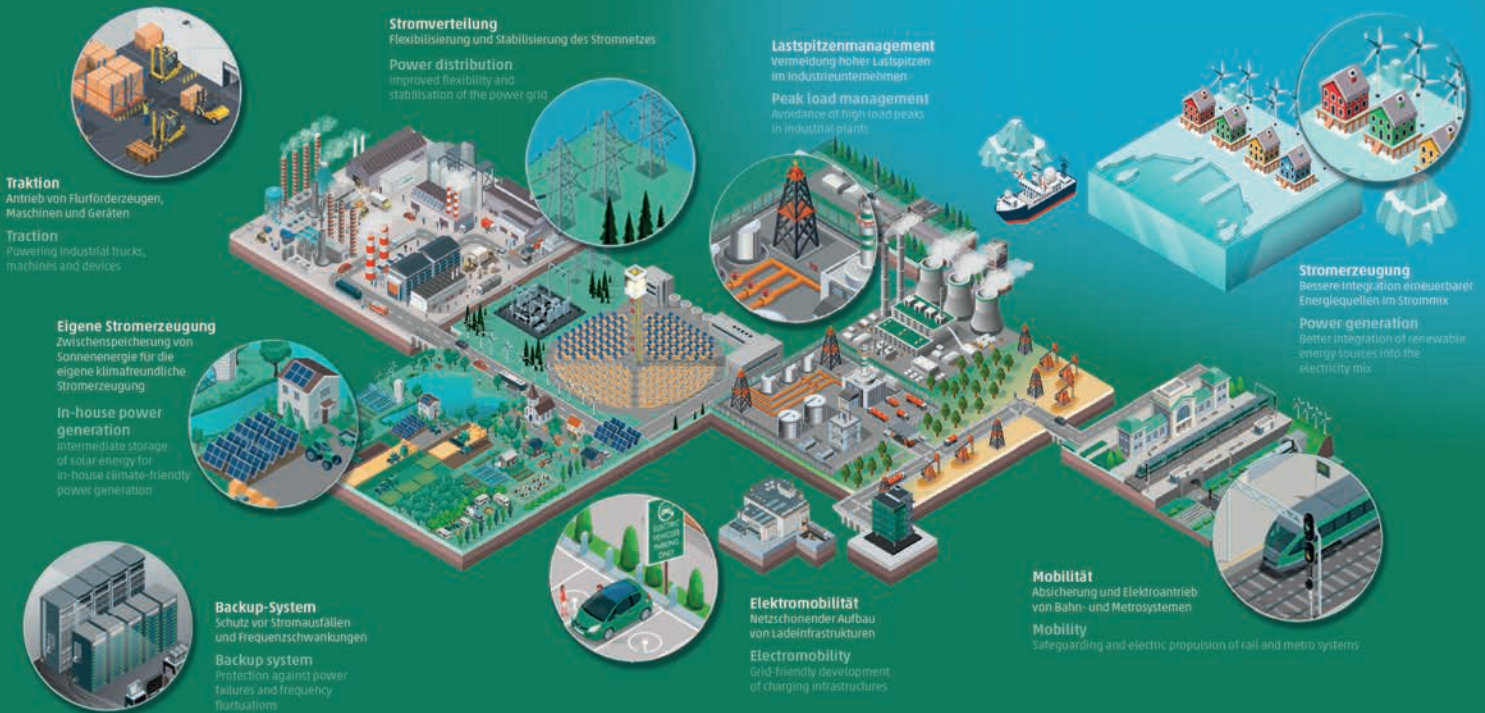 Stromverteilung
Flexibilisierung und Stabilisierung des Stromnetzes
Power distribution
Improved flexibility and
stabilisation of the power grid
Lastspitzenmanagement
Vermeidung hoher Lastspitzen
im Industrieunternehmen
Peak load management
Avoidance of high load peaks
in industrial plants
Traktion
Antrieb von Flurförderzeugen,
Maschinen und Geräten
Traction
Powering industrial trucks,
machines and devices
Stromerzeugung
Bessere Integration erneuerbarer
Energiequellen im Strommix
Power generation
Better integration of renewable
energy sources into the
electricity mix
Eigene Stromerzeugung
Zwischenspeicherung von
Sonnenenergie für die
eigene klimafreundliche
Stromerzeugung
In-house power
generation
Intermediate storage
of solar energy for
in-house climate-friendly
power generation
ELECTRIC
VEHICLE
PARKING
ONLY
Backup-System
Schutz vor Stromausfällen
und Frequenzschwankungen
Backup system
Protection against power
failures and frequency
fluctuations
Elektromobilität
Netzschonender Aufbau
von Ladeinfrastrukturen
Electromobility
Grid-friendly development
of charging infrastructures
Mobilität
Absicherung und Elektroantrieb
von Bahn- und Metrosystemen
Mobility
Safeguarding and electric propulsion of rail and metro systems